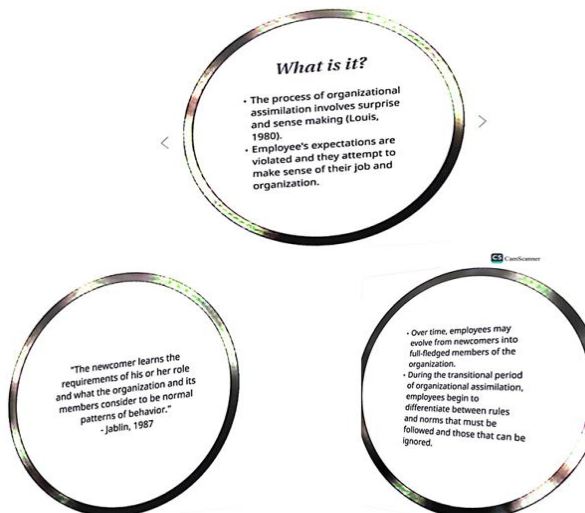 What is it?
• The process of organizational
assimilation involves surprise
and sense making (Louis,
1980).
• Employee's expectations are
violated and they attempt to
make sense of their job and
organization.
CS CamScanner
"The newcomer learns the
requirements of his or her role
and what the organization and its
members consider to be normal
patterns of behavior."
- Jablin, 1987
• Over time, employees may
evolve from newcomers into
full-fledged members of the
organization.
• During the transitional period
of organizational assimilation,
employees begin to
differentiate between rules
and norms that must be
followed and those that can be
ignored.